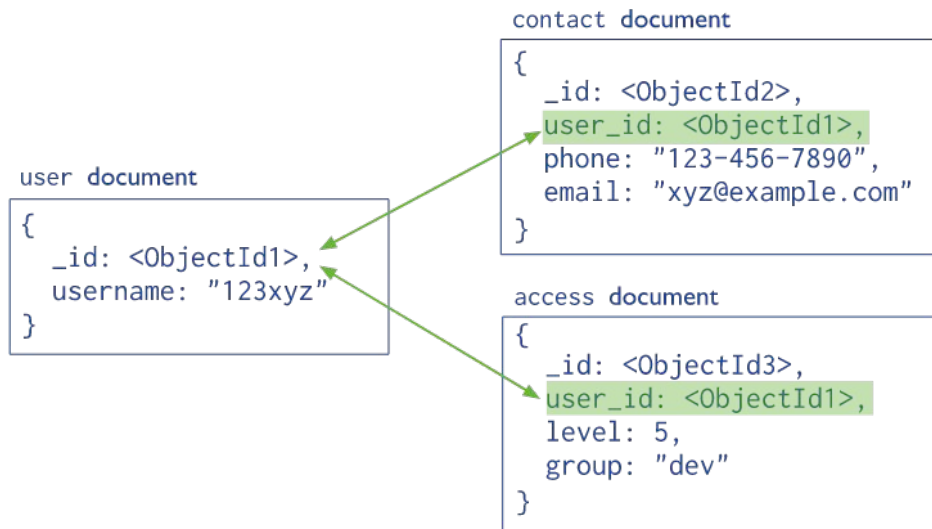 user document
{
_id: <ObjectId1>,
username: "123xyz"
}
contact document
{
_id: <ObjectId2>,
user_id: <ObjectId1>,
phone: "123-456-7890",
email: "xyz@example.com"
}
access document
{
_id: <ObjectId3>,
user_id: <ObjectId1>,
level: 5,
group: "dev"
}